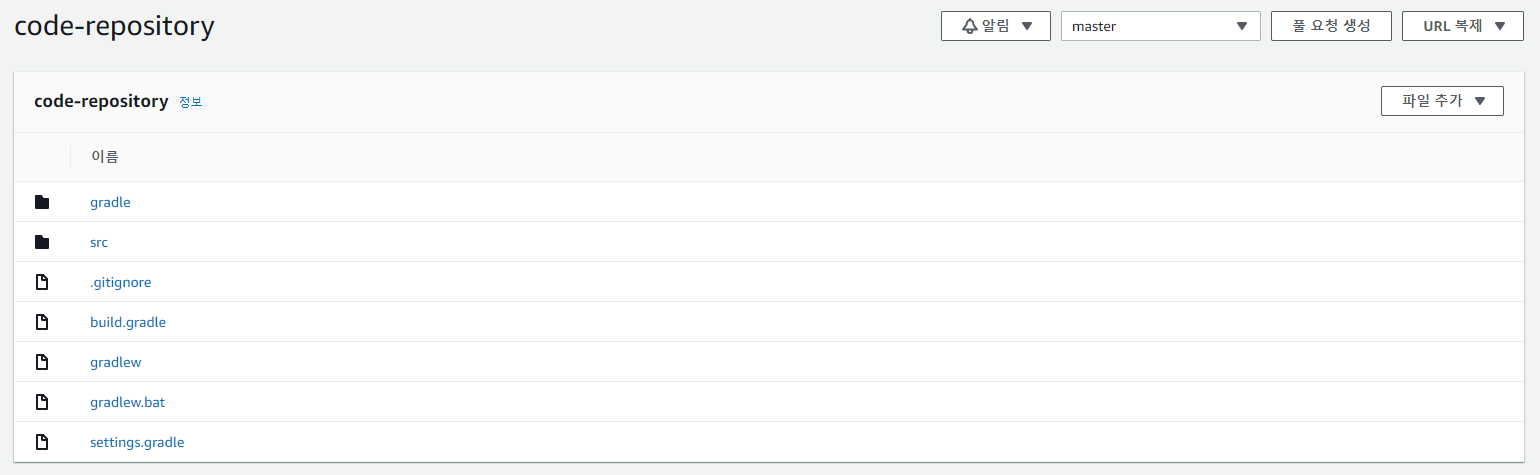 code-repository
알림
master
풀 요청 생성
URL 복제
code-repository 정보
파일 추가
이름
gradle
src
.gitignore
build.gradle
gradlew
gradlew.bat
settings.gradle